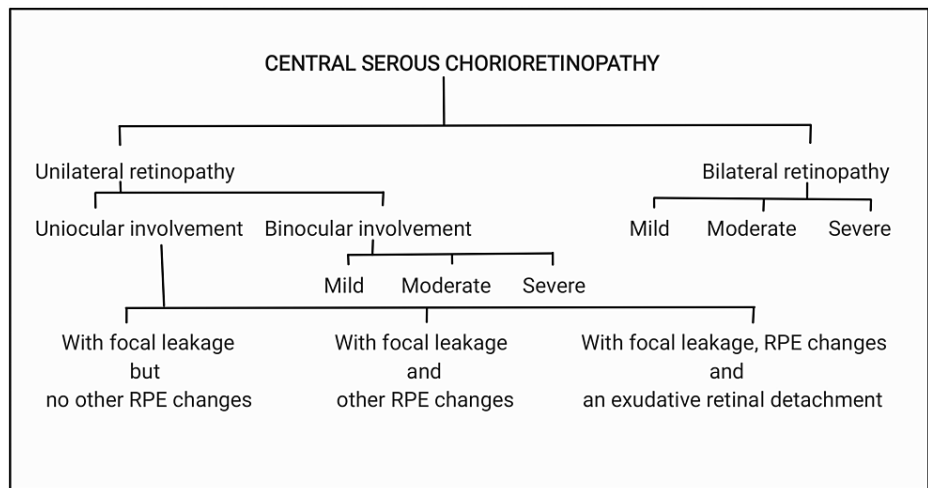 CENTRAL SEROUS CHORIORETINOPATHY
Unilateral retinopathy
Bilateral retinopathy
Uniocular involvement
Binocular involvement
Mild
Moderate
Severe
Mild
Moderate
Severe
With focal leakage
but
no other RPE changes
With focal leakage
and
other RPE changes
With focal leakage, RPE changes
and
an exudative retinal detachment